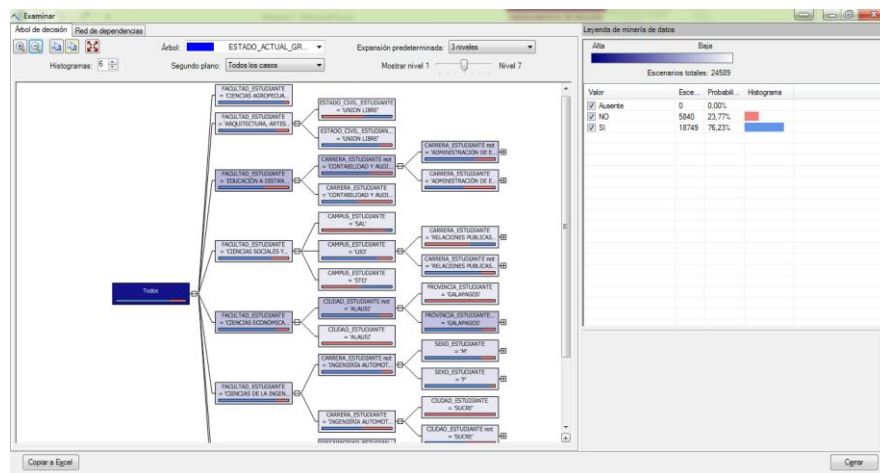 Examinar
Árbol de decisión Red de dependencias
Árbol: ESTADO_ACTUAL_GR... Expansión predeterminada: 3 niveles
Histogramas: 6 Segundo plano: Todos los casos Mostrar nivel 1 Nivel 7
Todos
FACULTAD_ESTUDIANTE
= 'CIENCIAS AGROPECUA...
FACULTAD_ESTUDIANTE
= 'ARQUITECTURA, ARTES...
ESTADO_CIVIL_ESTUDIANTE
= 'UNION LIBRE'
ESTADO_CIVIL_ESTUDIAN...
= 'UNION LIBRE'
FACULTAD_ESTUDIANTE
= 'EDUCACIÓN A DISTAN...
CARRERA_ESTUDIANTE not
= 'CONTABILIDAD Y AUDI...
CARRERA_ESTUDIANTE not
= 'ADMINISTRACIÓN DE E...
CARRERA_ESTUDIANTE
= 'ADMINISTRACIÓN DE E...
CARRERA_ESTUDIANTE
= 'CONTABILIDAD Y AUDI...
FACULTAD_ESTUDIANTE
= 'CIENCIAS SOCIALES Y...
CAMPUS_ESTUDIANTE
= 'SAL'
CAMPUS_ESTUDIANTE
= 'UIO'
CARRERA_ESTUDIANTE
= 'RELACIONES PUBLICAS...
CARRERA_ESTUDIANTE not
= 'RELACIONES PUBLICAS...
CAMPUS_ESTUDIANTE
= 'STO'
FACULTAD_ESTUDIANTE
= 'CIENCIAS ECONÓMICA...
CIUDAD_ESTUDIANTE not
= 'ALAUSI'
PROVINCIA_ESTUDIANTE
= 'GALAPAGOS'
PROVINCIA_ESTUDIANTE...
= 'GALAPAGOS'
CIUDAD_ESTUDIANTE
= 'ALAUSI'
FACULTAD_ESTUDIANTE
= 'CIENCIAS DE LA INGEN...
CARRERA_ESTUDIANTE not
= 'INGENIERÍA AUTOMOT...
SEXO_ESTUDIANTE
= 'M'
SEXO_ESTUDIANTE
= 'F'
CARRERA_ESTUDIANTE
= 'INGENIERÍA AUTOMOT...
CIUDAD_ESTUDIANTE
= 'SUCRE'
CIUDAD_ESTUDIANTE not
= 'SUCRE'
Leyenda de minería de datos
Alta Baja
Escenarios totales: 24589
Valor Esce... Probabili... Histograma
Ausente 0 0,00%
NO 5840 23,77%
SI 18749 76,23%
Copiar a Excel Cerrar